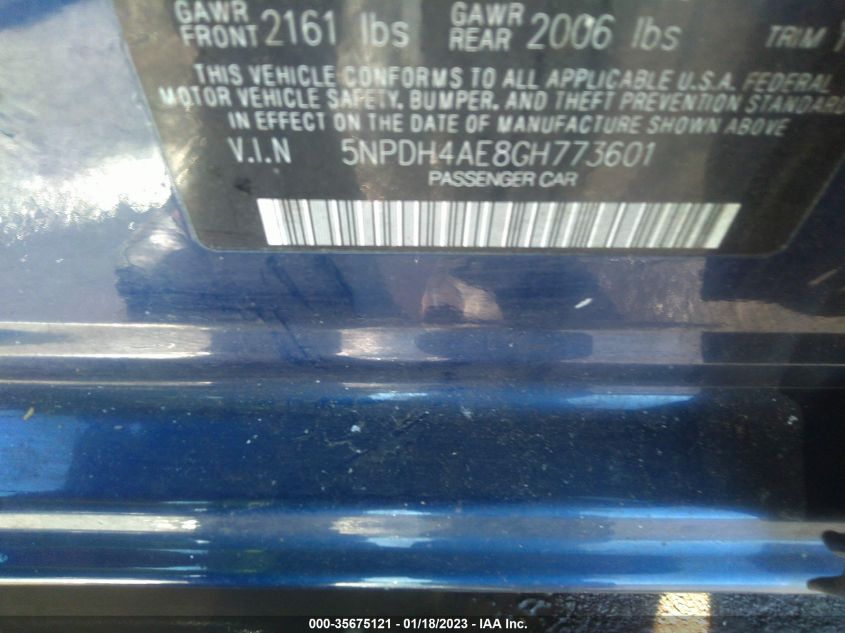 GAWR FRONT 2161 lbs GAWR REAR 2006 lbs TRIM
THIS VEHICLE CONFORMS TO ALL APPLICABLE U.S.A. FEDERAL
MOTOR VEHICLE SAFETY, BUMPER, AND THEFT PREVENTION STANDARDS
IN EFFECT ON THE DATE OF MANUFACTURE SHOWN ABOVE
V.I.N 5NPDH4AE8GH773601
PASSENGER CAR
000-35675121 - 01/18/2023 - IAA Inc.